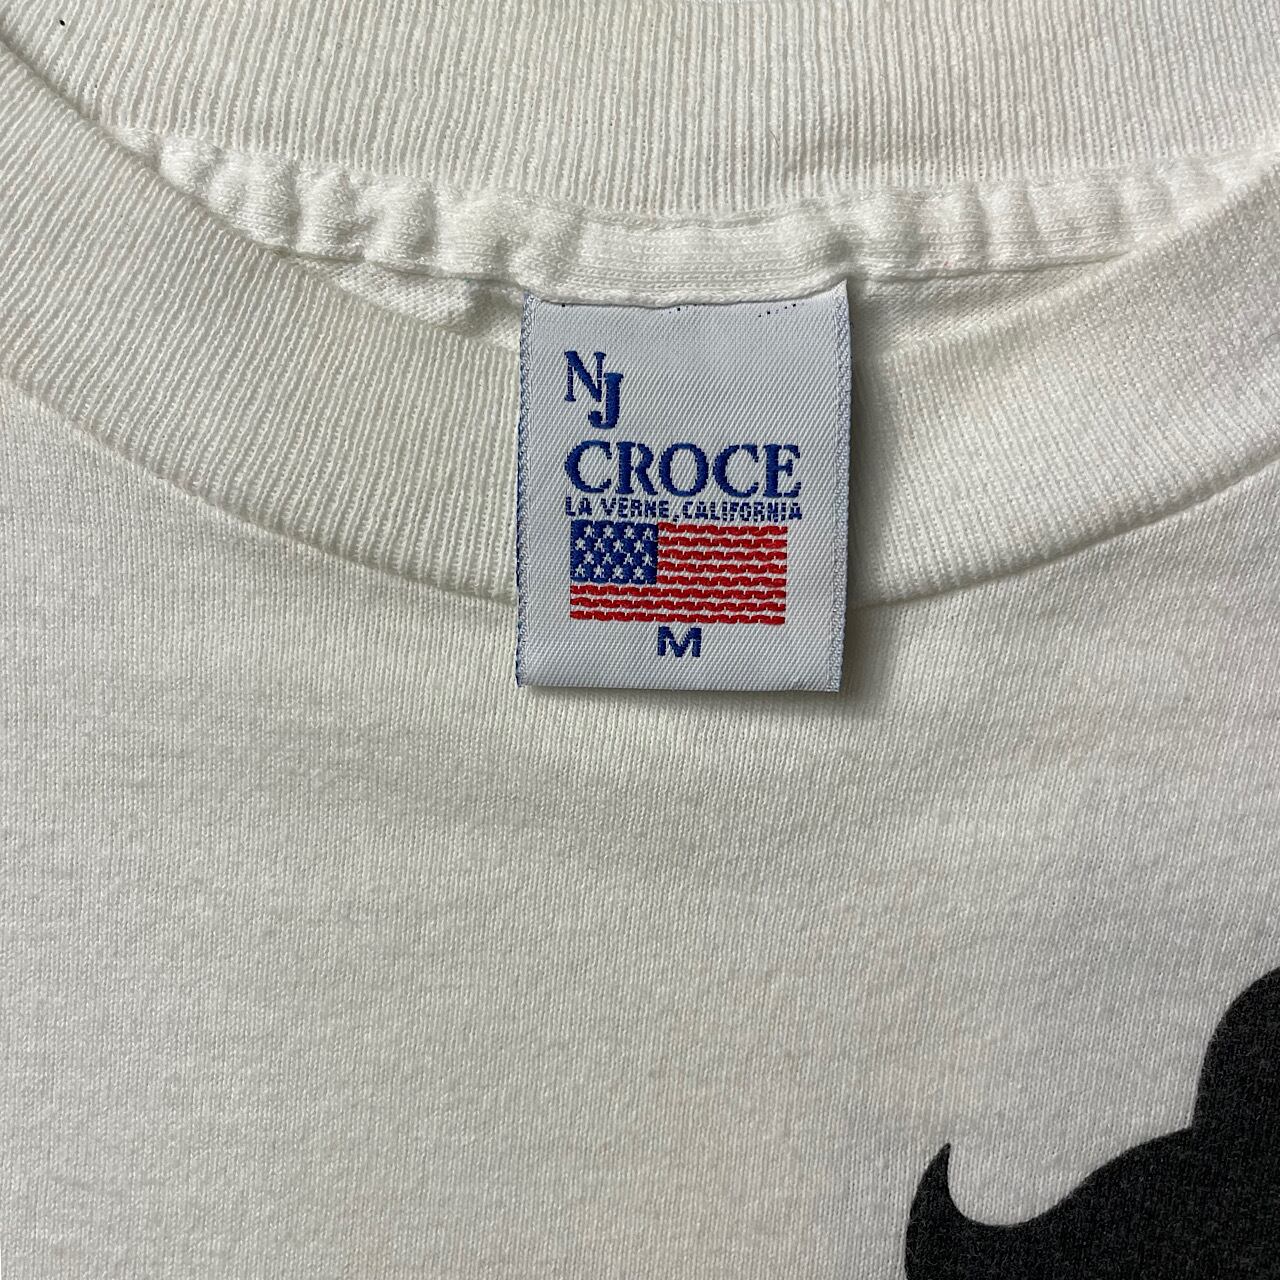 NJ
CROCE
LA VERNE, CALIFORNIA
M